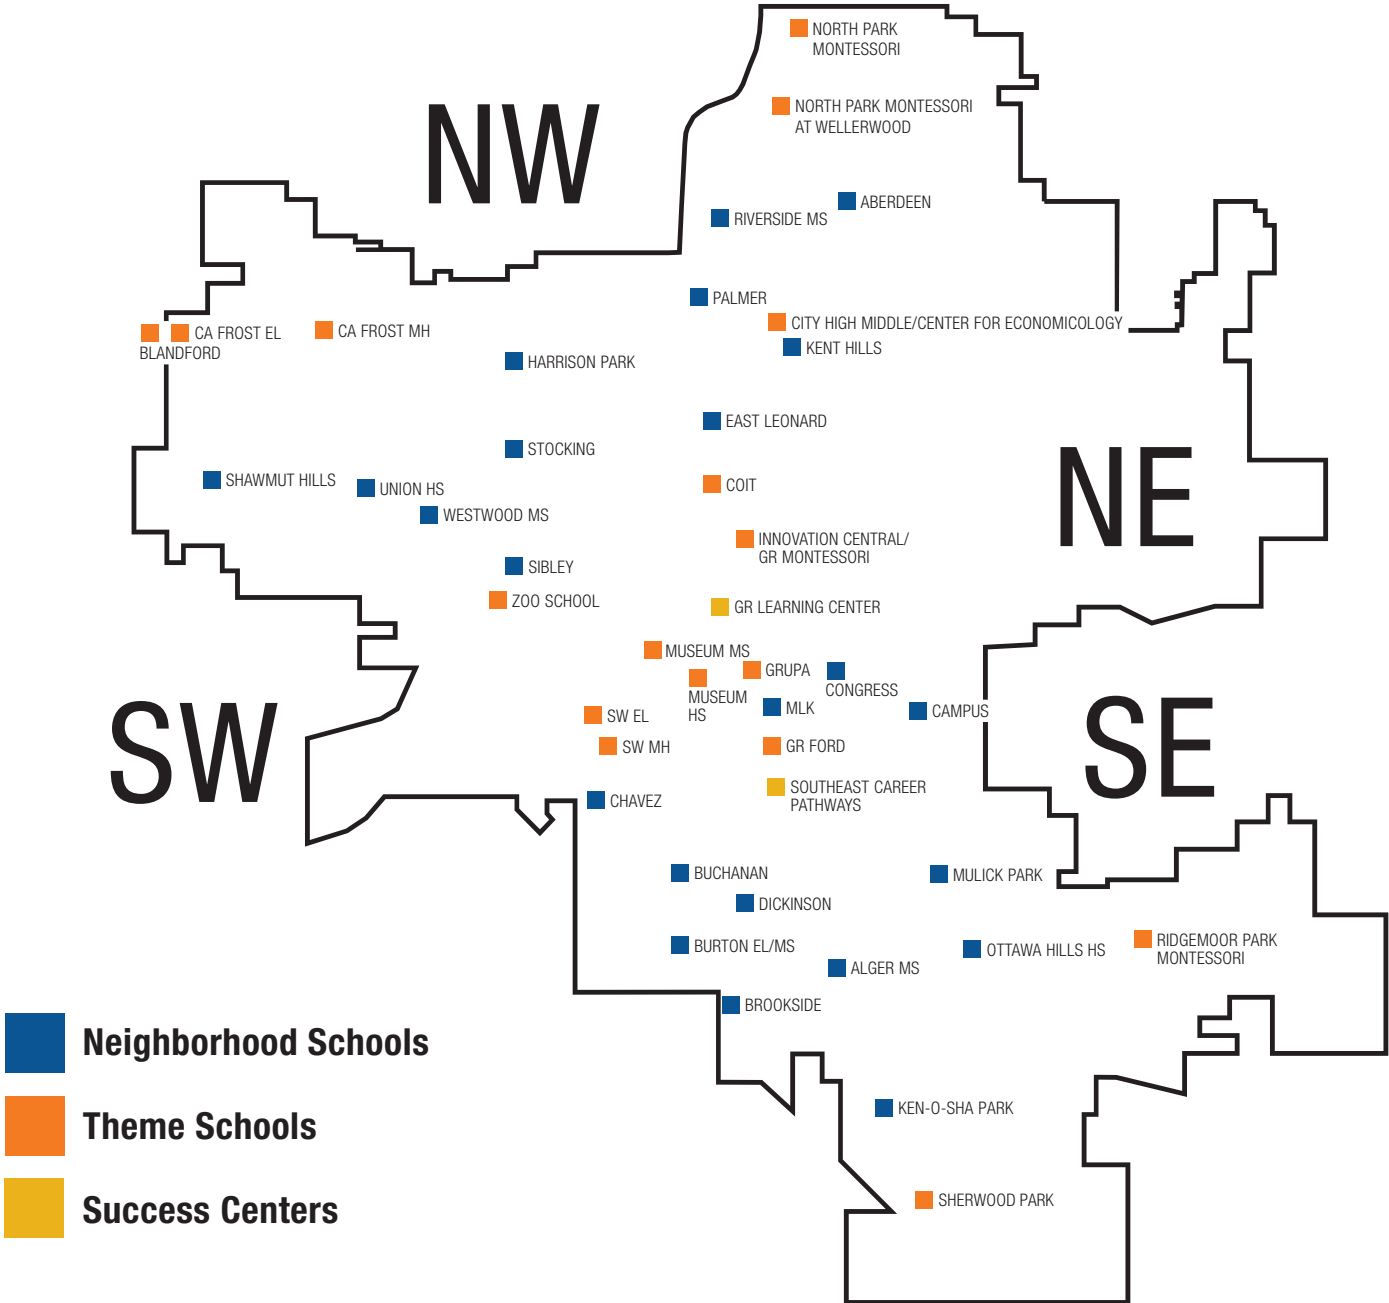 NORTH PARK
MONTESSORI
NORTH PARK MONTESSORI
AT WELLERWOOD
NW
ABERDEEN
RIVERSIDE MS
PALMER
CITY HIGH MIDDLE/CENTER FOR ECONOMICOLOGY
CA FROST EL
CA FROST MH
BLANDFORD
KENT HILLS
HARRISON PARK
EAST LEONARD
STOCKING
NE
SHAWMUT HILLS
UNION HS
COIT
WESTWOOD MS
INNOVATION CENTRAL/
GR MONTESSORI
SIBLEY
ZOO SCHOOL
GR LEARNING CENTER
MUSEUM MS
GRUPA
CONGRESS
MUSEUM
HS
MLK
CAMPUS
SW
SE
SW EL
SW MH
GR FORD
SOUTHEAST CAREER
PATHWAYS
CHAVEZ
BUCHANAN
MULICK PARK
DICKINSON
BURTON EL/MS
OTTAWA HILLS HS
RIDGEMOOR PARK
MONTESSORI
ALGER MS
BROOKSIDE
Neighborhood Schools
KEN-O-SHA PARK
Theme Schools
SHERWOOD PARK
Success Centers